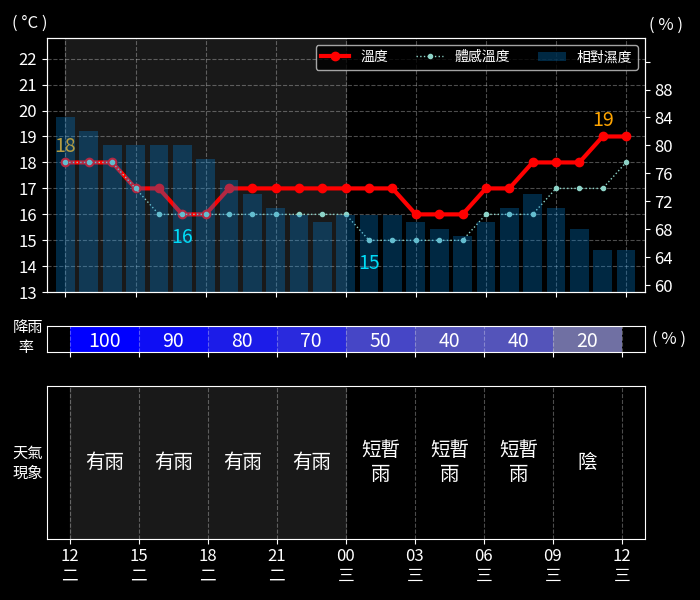 ( °C )
( % )
溫度
體感溫度
相對濕度
22
21
20
19
18
17
16
15
14
13
88
84
80
76
72
68
64
60
18
16
15
19
降雨
率
100 90 80 70 50 40 40 20
( % )
天氣
現象
有雨 有雨 有雨 有雨 短暫
雨 短暫
雨 短暫
雨 陰
12 15 18 21 00 03 06 09 12
二 二 二 二 三 三 三 三 三